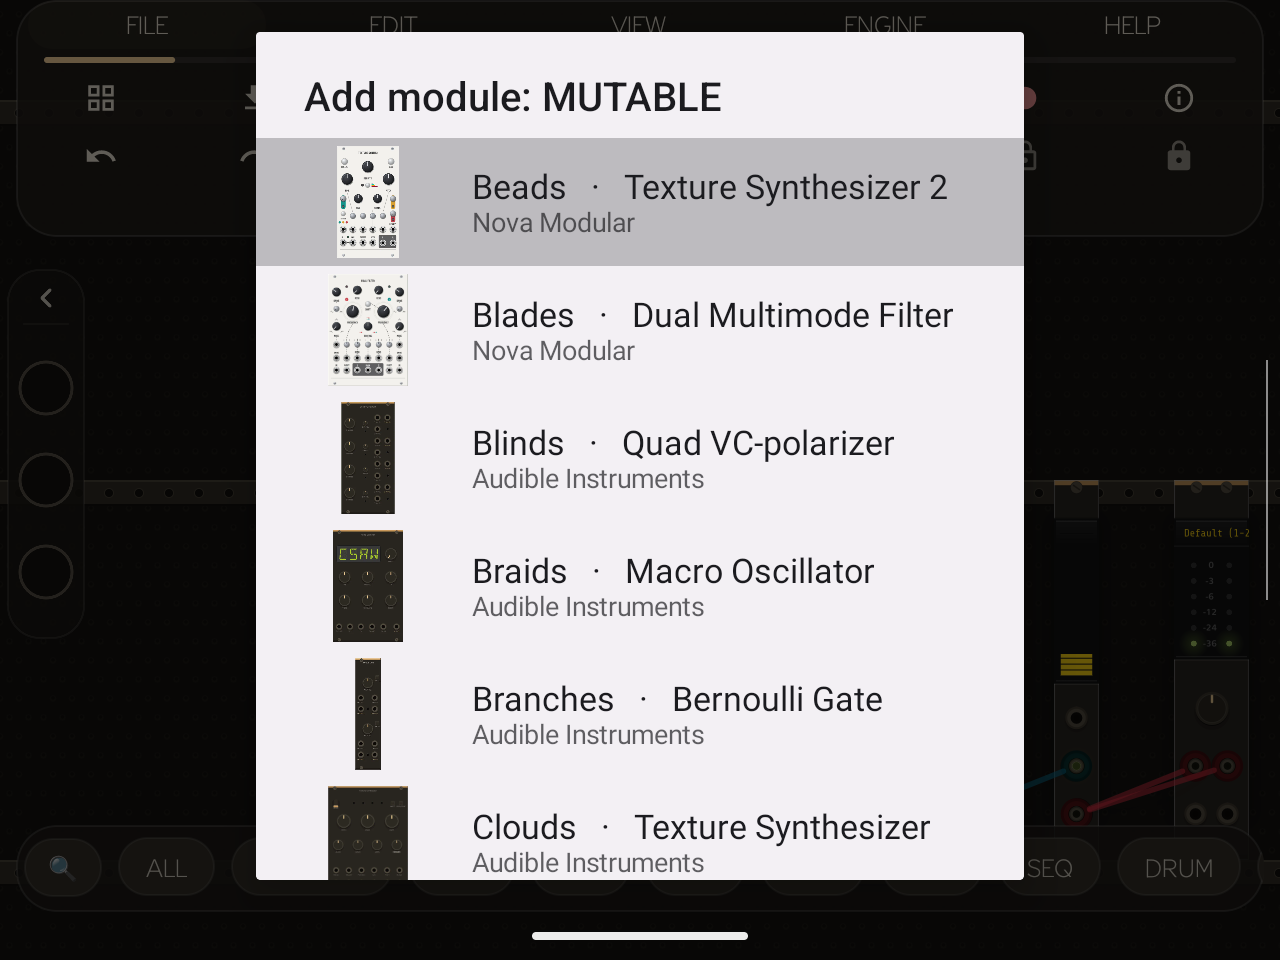 FILE EDIT VIEW ENGINE HELP
Add module: MUTABLE
Beads · Texture Synthesizer 2
Nova Modular
Blades · Dual Multimode Filter
Nova Modular
Blinds · Quad VC-polarizer
Audible Instruments
CSAW
Braids · Macro Oscillator
Audible Instruments
Branches · Bernoulli Gate
Audible Instruments
Clouds · Texture Synthesizer
Audible Instruments
Default (1-2
0
-3
-6
-12
-24
-36
ALL SEQ DRUM